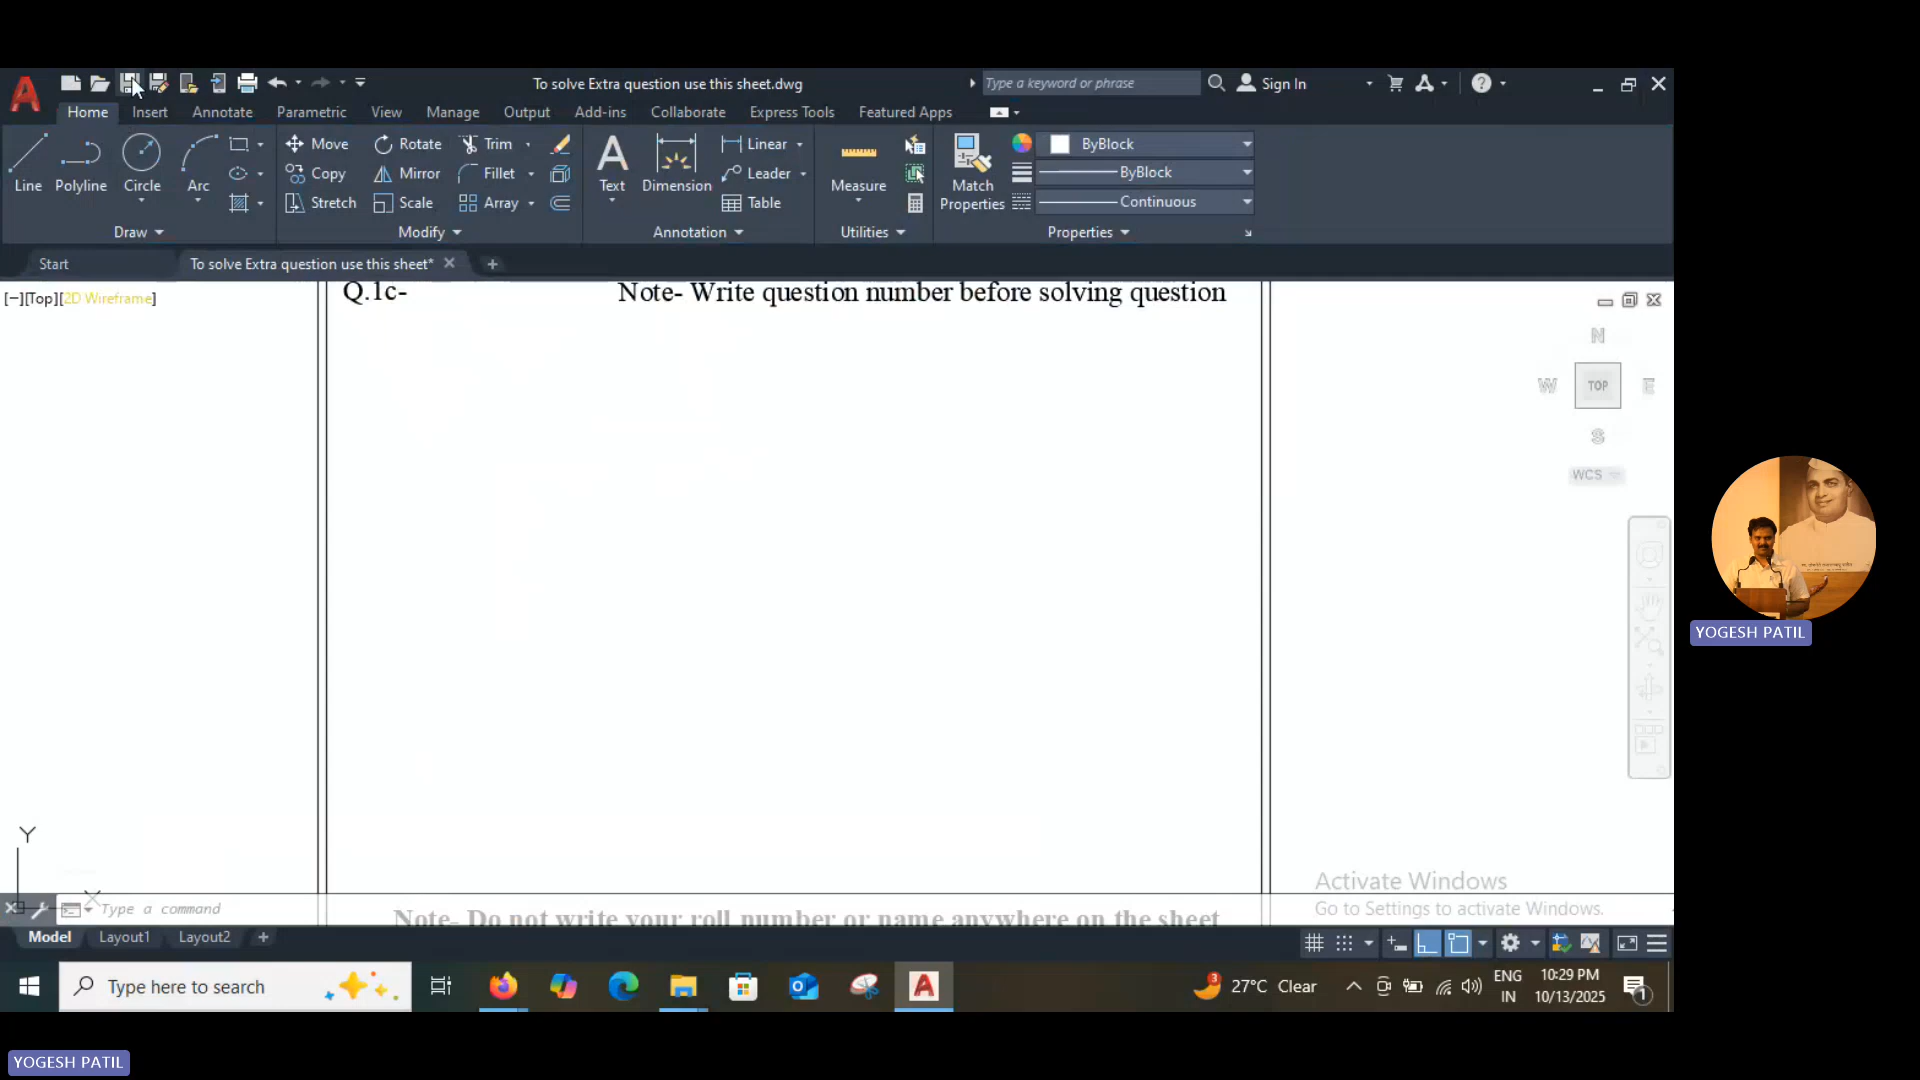 To solve Extra question use this sheet.dwg
Type a keyword or phrase
Sign In
Home Insert Annotate Parametric View Manage Output Add-ins Collaborate Express Tools Featured Apps
Line Polyline Circle Arc
Move Rotate Trim
Copy Mirror Fillet
Stretch Scale Array
Text Dimension
Linear
Leader
Table
Measure
Match
Properties
ByBlock
ByBlock
Continuous
Draw Modify Annotation Utilities Properties
Start To solve Extra question use this sheet*
[−][Top][2D Wireframe]
Q.1c- Note- Write question number before solving question
N
W TOP E
S
WCS
YOGESH PATIL
Y
X
Type a command
Note- Do not write your roll number or name anywhere on the sheet
Activate Windows
Go to Settings to activate Windows.
Model Layout1 Layout2
Type here to search
3
27°C Clear
ENG
IN
10:29 PM
10/13/2025
1
YOGESH PATIL